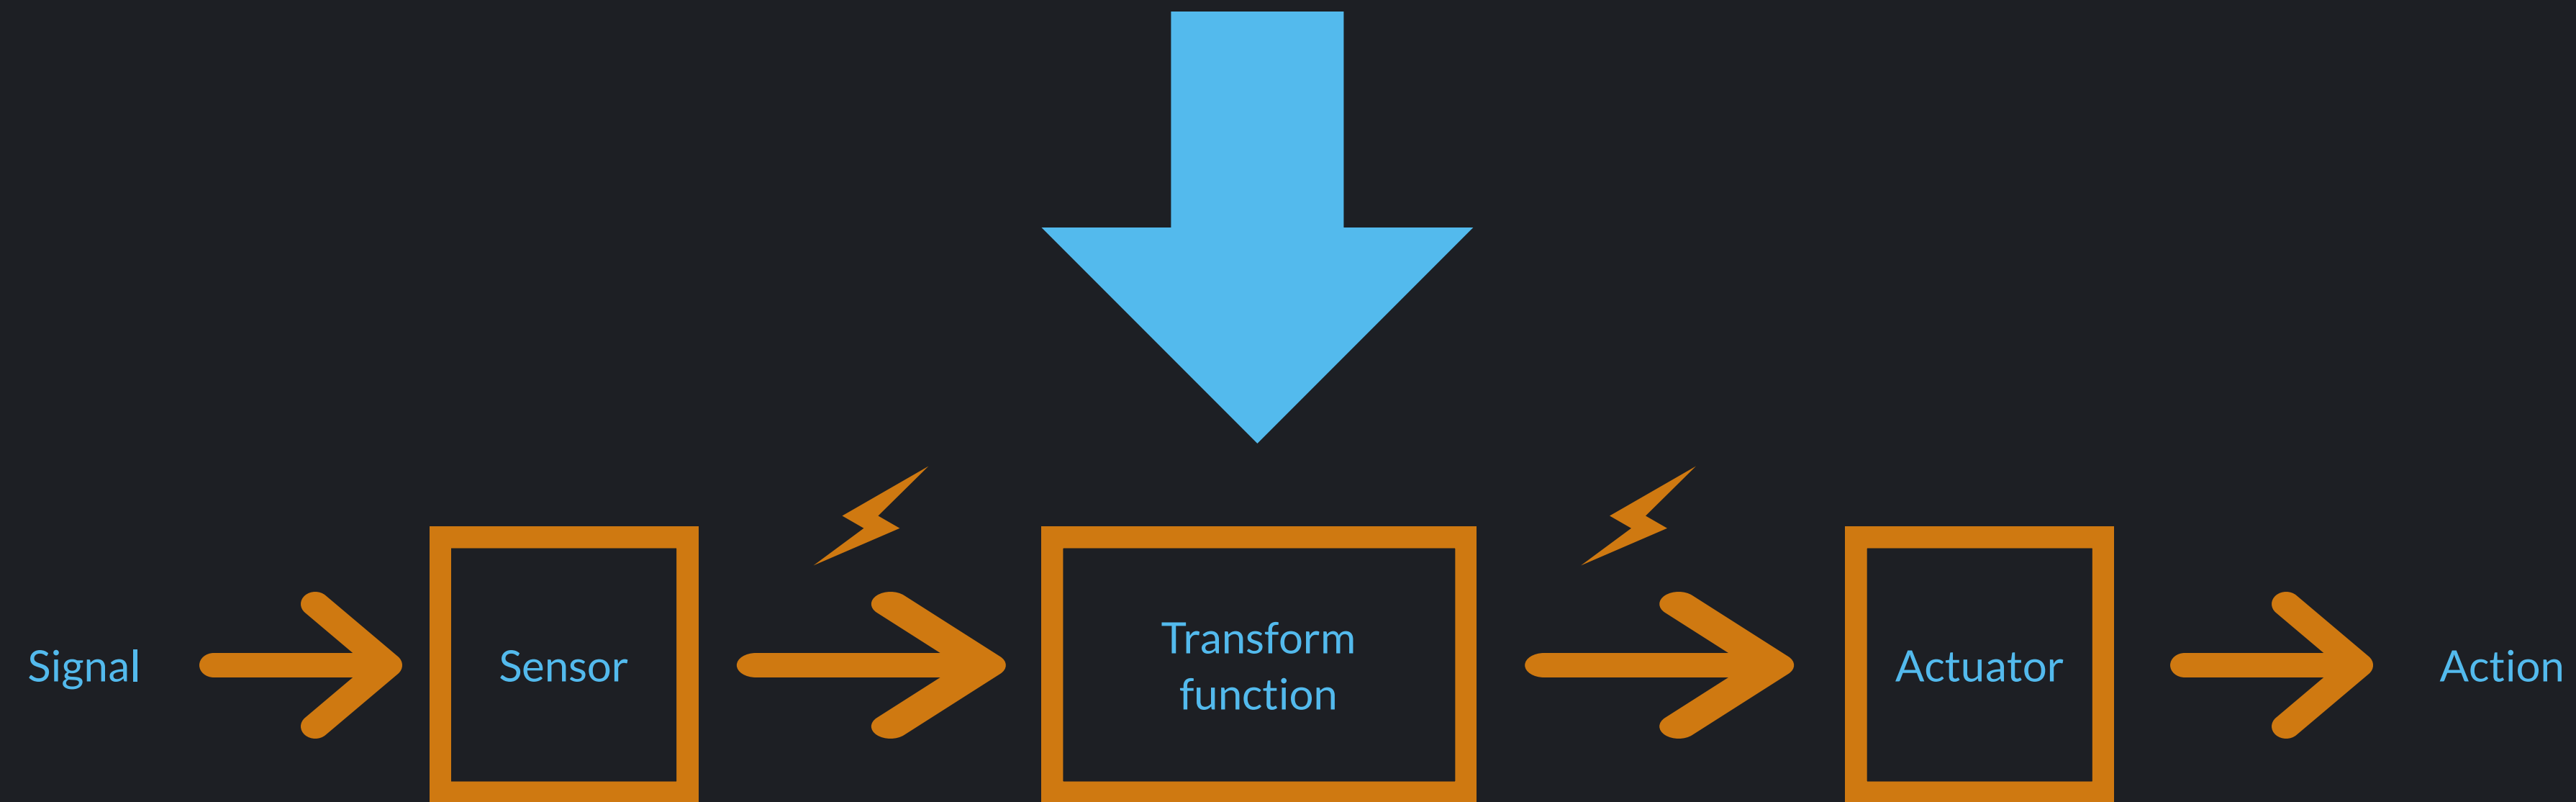 Signal
Sensor
Transform
function
Actuator
Action